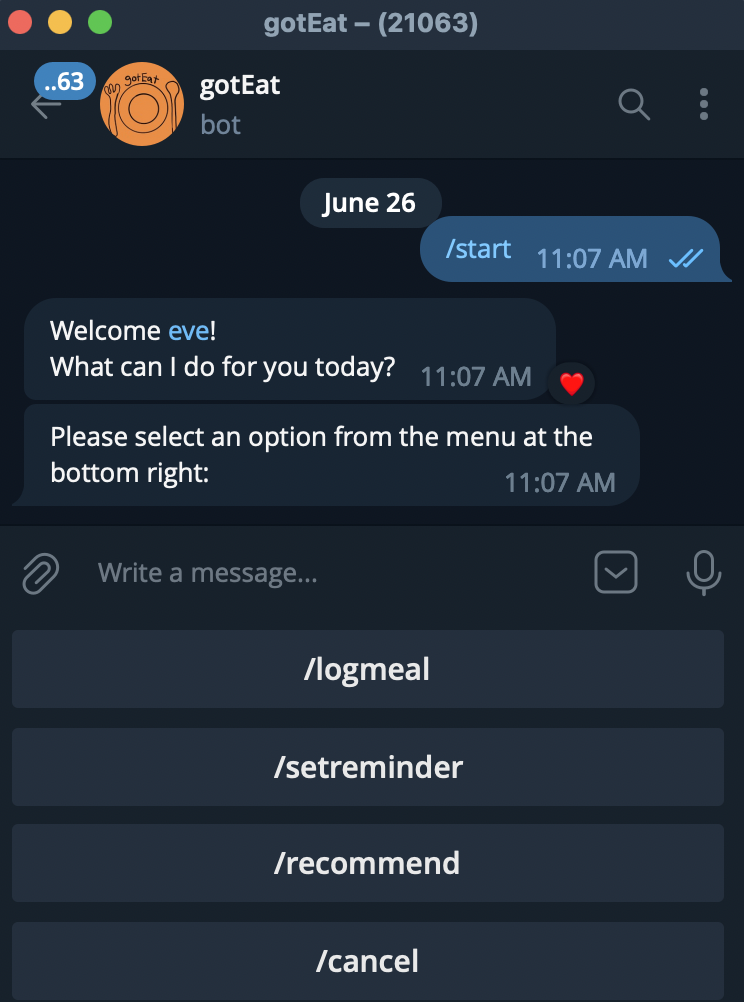 gotEat – (21063)
..63
gotEat
gotEat
bot
June 26
/start 11:07 AM
Welcome eve!
What can I do for you today? 11:07 AM
Please select an option from the menu at the
bottom right: 11:07 AM
Write a message...
/logmeal
/setreminder
/recommend
/cancel